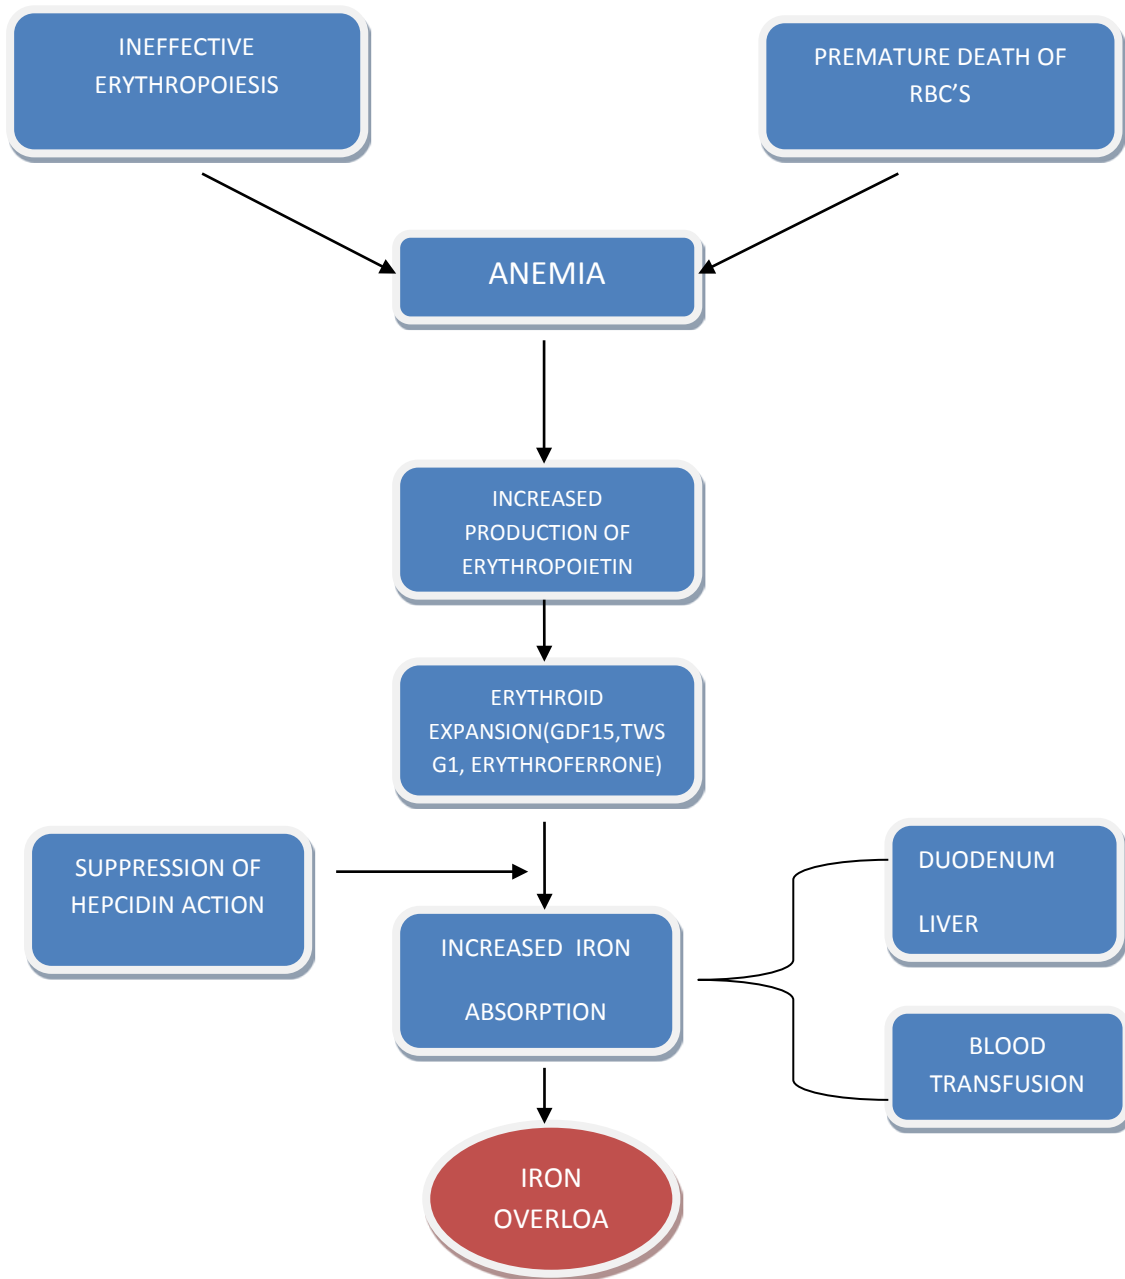 INEFFECTIVE
ERYTHROPOIESIS
PREMATURE DEATH OF
RBC’S
ANEMIA
INCREASED
PRODUCTION OF
ERYTHROPOIETIN
ERYTHROID
EXPANSION(GDF15,TWS
G1, ERYTHROFERRONE)
SUPPRESSION OF
HEPCIDIN ACTION
INCREASED IRON
ABSORPTION
DUODENUM
LIVER
BLOOD
TRANSFUSION
IRON
OVERLOA